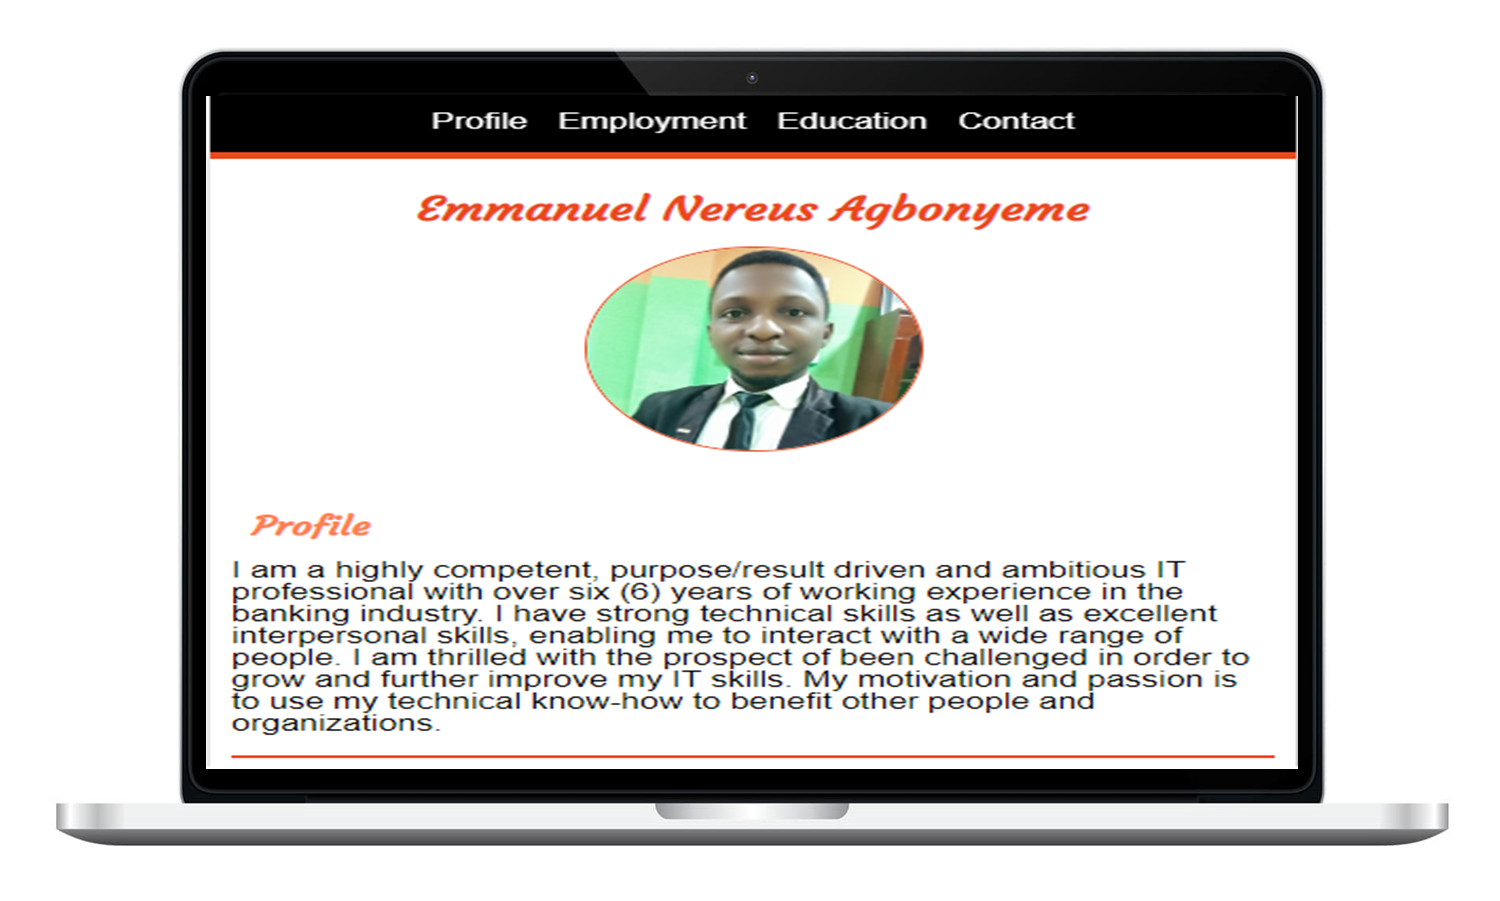 Profile Employment Education Contact
Emmanuel Nereus Agbonyeme
Profile
I am a highly competent, purpose/result driven and ambitious IT
professional with over six (6) years of working experience in the
banking industry. I have strong technical skills as well as excellent
interpersonal skills, enabling me to interact with a wide range of
people. I am thrilled with the prospect of been challenged in order to
grow and further improve my IT skills. My motivation and passion is
to use my technical know-how to benefit other people and
organizations.